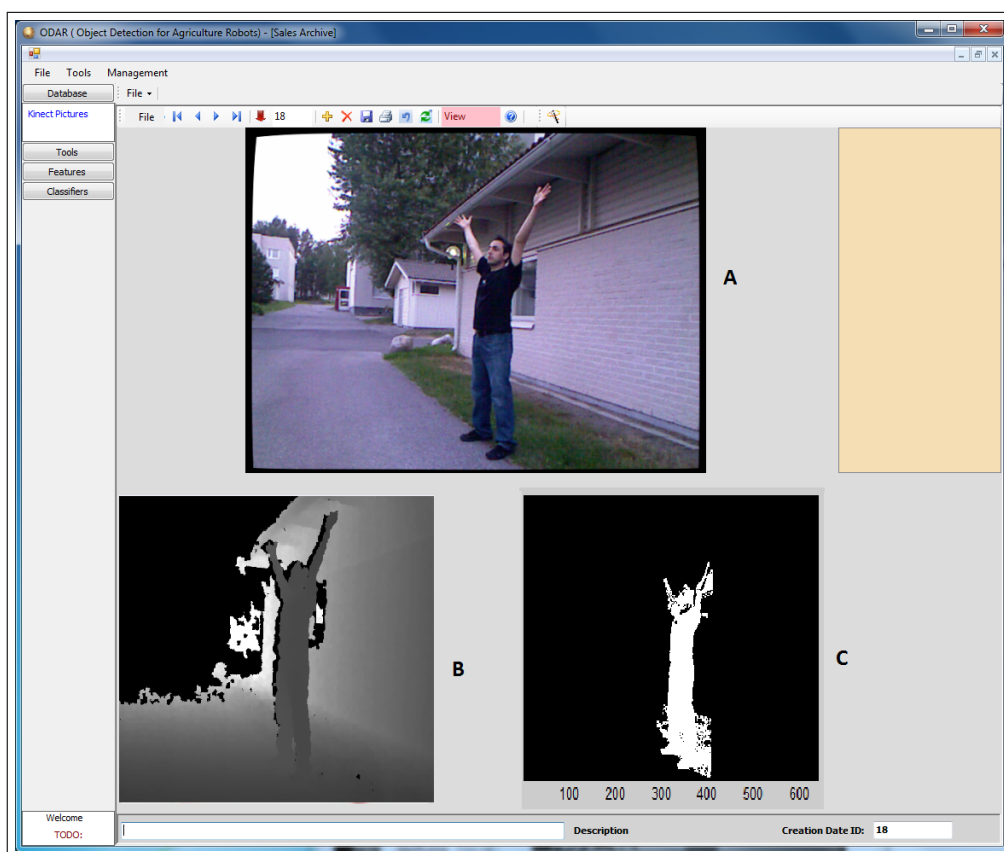 ODAR ( Object Detection for Agriculture Robots) - [Sales Archive]
File Tools Management
Database File
Kinect Pictures
File 18 View
Tools
Features
Classifiers
A
B
C
100 200 300 400 500 600
Welcome
TODO:
Description Creation Date ID: 18